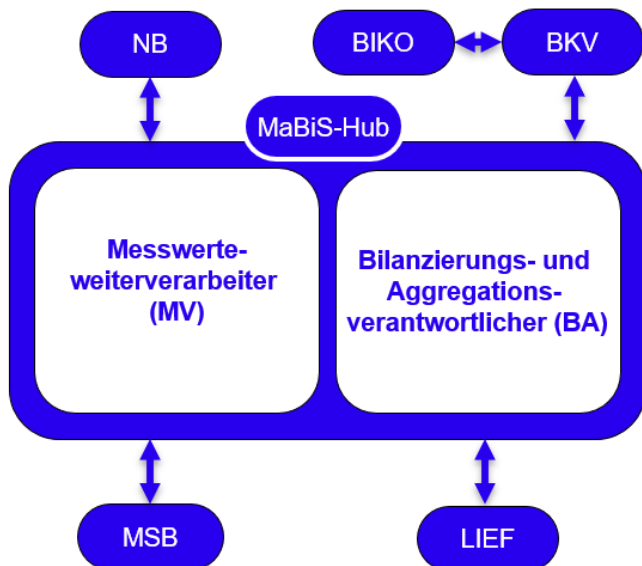 NB
BIKO
BKV
MaBiS-Hub
Messwerte-
weiterverarbeiter
(MV)
Bilanzierungs- und
Aggregations-
verantwortlicher (BA)
MSB
LIEF